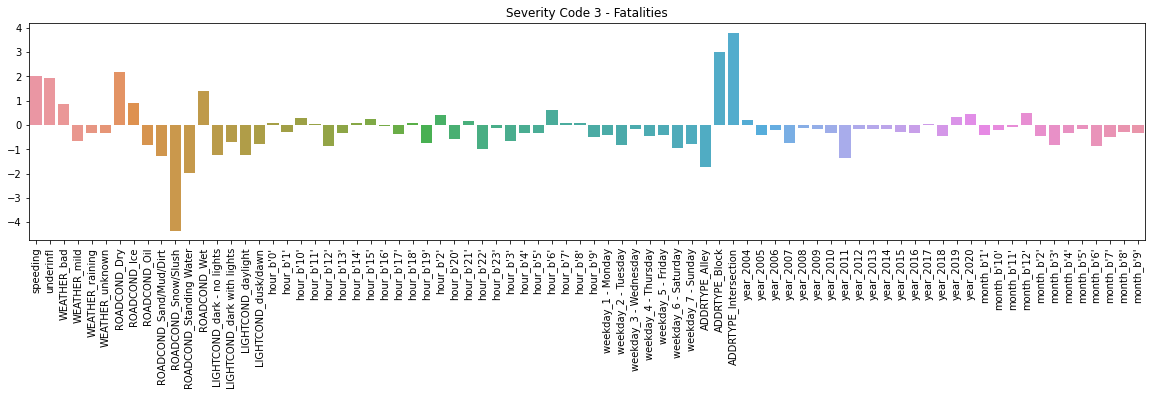 Severity Code 3 - Fatalities
4
3
2
1
0
−1
−2
−3
−4
speeding
underinfl
WEATHER_bad
WEATHER_mild
WEATHER_raining
WEATHER_unknown
ROADCOND_Dry
ROADCOND_Ice
ROADCOND_Oil
ROADCOND_Sand/Mud/Dirt
ROADCOND_Snow/Slush
ROADCOND_Standing Water
ROADCOND_Wet
LIGHTCOND_dark - no lights
LIGHTCOND_dark with lights
LIGHTCOND_daylight
LIGHTCOND_dusk/dawn
hour_b'0'
hour_b'1'
hour_b'10'
hour_b'11'
hour_b'12'
hour_b'13'
hour_b'14'
hour_b'15'
hour_b'16'
hour_b'17'
hour_b'18'
hour_b'19'
hour_b'2'
hour_b'20'
hour_b'21'
hour_b'22'
hour_b'23'
hour_b'3'
hour_b'4'
hour_b'5'
hour_b'6'
hour_b'7'
hour_b'8'
hour_b'9'
weekday_1 - Monday
weekday_2 - Tuesday
weekday_3 - Wednesday
weekday_4 - Thursday
weekday_5 - Friday
weekday_6 - Saturday
weekday_7 - Sunday
ADDRTYPE_Alley
ADDRTYPE_Block
ADDRTYPE_Intersection
year_2004
year_2005
year_2006
year_2007
year_2008
year_2009
year_2010
year_2011
year_2012
year_2013
year_2014
year_2015
year_2016
year_2017
year_2018
year_2019
year_2020
month_b'1'
month_b'10'
month_b'11'
month_b'12'
month_b'2'
month_b'3'
month_b'4'
month_b'5'
month_b'6'
month_b'7'
month_b'8'
month_b'9'